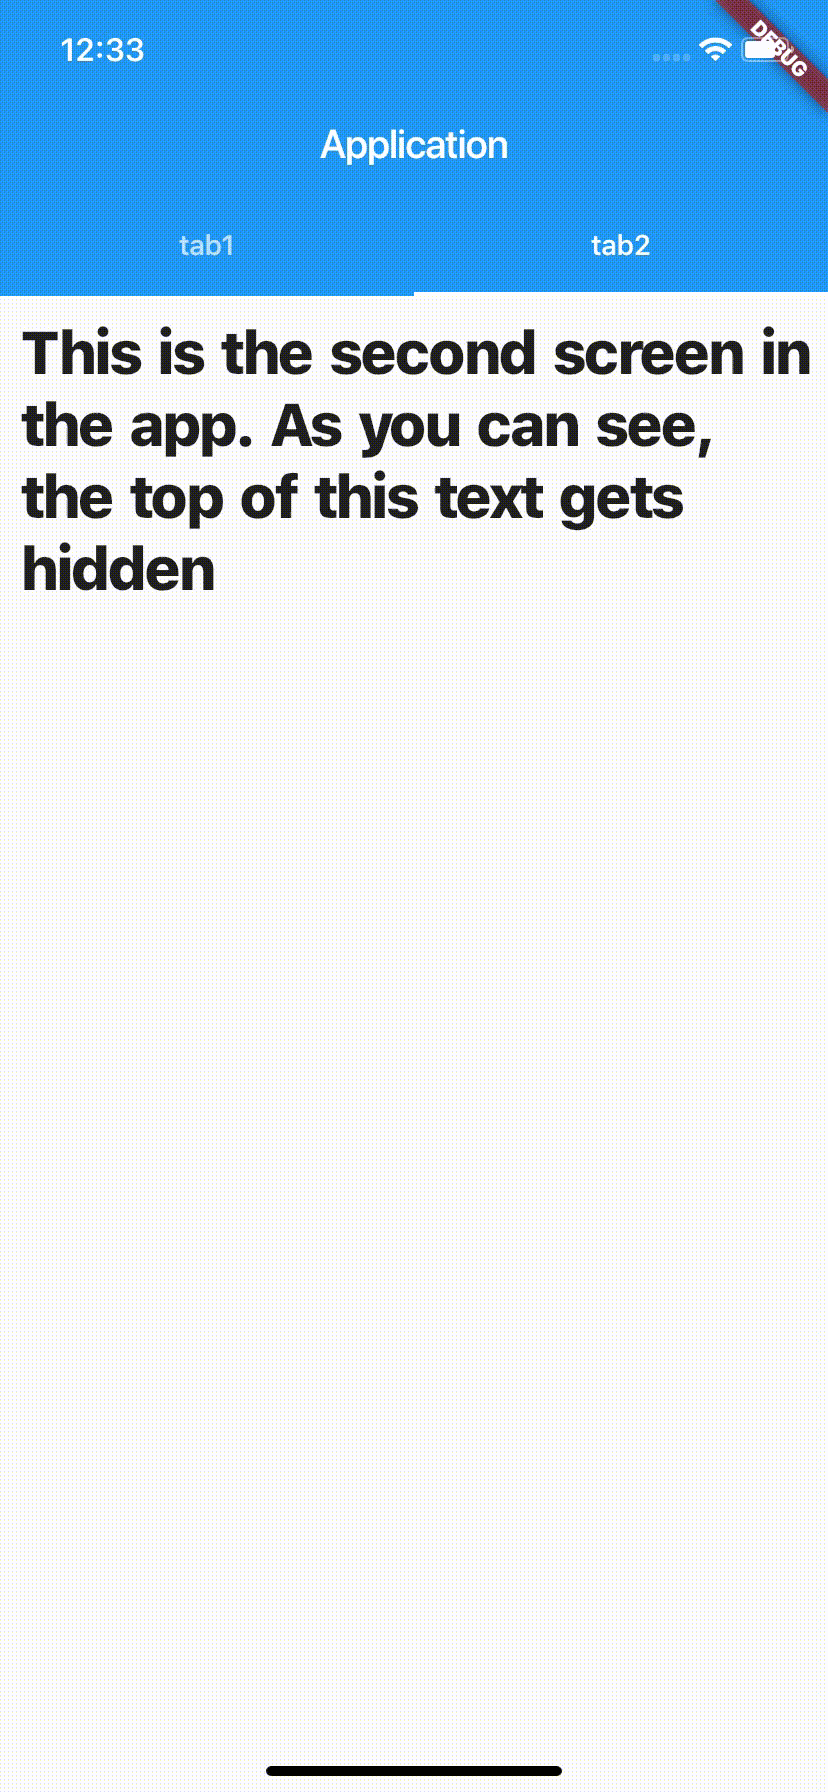 12:33
DEBUG
Application
tab1 tab2
This is the second screen in
the app. As you can see,
the top of this text gets
hidden